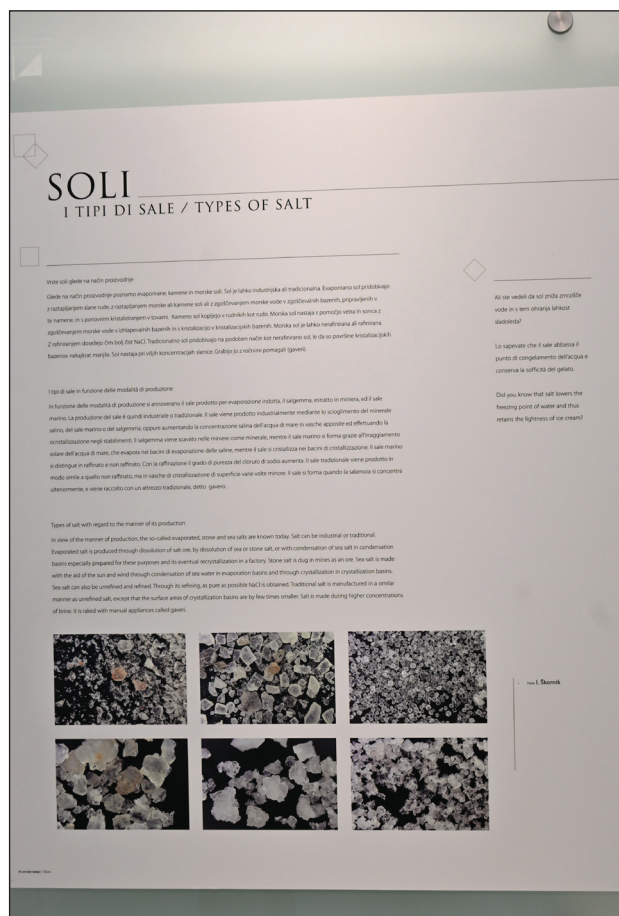 SOLI
I TIPI DI SALE / TYPES OF SALT
Vrste soli glede na način proizvodnje
Glede na način proizvodnje poznamo evaporirane, kamene in morske soli. Sol je lahko industrijska ali tradicionalna. Evaporirano sol pridobivajo
z raztapljanjem slane rude, z raztapljanjem morske ali kamene soli ali z zgoščevanjem morske vode v zgoščevalnih bazenih, pripravljenih v
te namene, in s ponovnim kristaliziranjem v tovarni. Kameno sol kopljejo v rudnikih kot rudo. Morska sol nastaja s pomočjo vetra in sonca z
zgoščevanjem morske vode v izhlapevalnih bazenih in s kristalizacijo v kristalizacijskih bazenih. Morska sol je lahko nerafinirana ali rafinirana.
Z rafiniranjem dosežejo čim bolj čist NaCl. Tradicionalno sol pridobivajo na podoben način kot nerafinirano sol, le da so površine kristalizacijskih
bazenov nekajkrat manjše. Sol nastaja pri višjih koncentracijah slanice. Grabijo jo z ročnimi pomagali (gaveri).
I tipi di sale in funzione delle modalità di produzione
In funzione delle modalità di produzione si annoverano il sale prodotto per evaporazione indotta, il salgemma, estratto in miniera, ed il sale
marino. La produzione del sale è quindi industriale o tradizionale. Il sale viene prodotto industrialmente mediante lo scioglimento del minerale
salino, del sale marino o del salgemma, oppure aumentando la concentrazione salina dell'acqua di mare in vasche apposite ed effettuando la
ricristallizzazione negli stabilimenti. Il salgemma viene scavato nelle miniere come minerale, mentre il sale marino si forma grazie all'irraggiamento
solare dell'acqua di mare, che evapora nei bacini di evaporazione delle saline, mentre il sale si cristallizza nei bacini di cristallizzazione. Il sale marino
si distingue in raffinato e non raffinato. Con la raffinazione il grado di purezza del cloruro di sodio aumenta. Il sale tradizionale viene prodotto in
modo simile a quello non raffinato, ma in vasche di cristallizzazione di superficie varie volte minore. Il sale si forma quando la salamoia si concentra
ulteriormente, e viene raccolto con un attrezzo tradizionale, detto gavero.
Types of salt with regard to the manner of its production
In view of the manner of production, the so-called evaporated, stone and sea salts are known today. Salt can be industrial or traditional.
Evaporated salt is produced through dissolution of salt ore, by dissolution of sea or stone salt, or with condensation of sea salt in condensation
basins especially prepared for these purposes and its eventual recrystallization in a factory. Stone salt is dug in mines as an ore. Sea salt is made
with the aid of the sun and wind through condensation of sea water in evaporation basins and through crystallization in crystallization basins.
Sea salt can also be unrefined and refined. Through its refining, as pure as possible NaCl is obtained. Traditional salt is manufactured in a similar
manner as unrefined salt, except that the surface areas of crystallization basins are by few times smaller. Salt is made during higher concentrations
of brine. It is raked with manual appliances called gaveri.
Ali ste vedeli da sol zniža zmrzišče
vode in s tem ohranja lahkost
sladoleda?
Lo sapevate che il sale abbassa il
punto di congelamento dell'acqua e
conserva la sofficità del gelato.
Did you know that salt lowers the
freezing point of water and thus
retains the lightness of ice cream?
I. Škornik